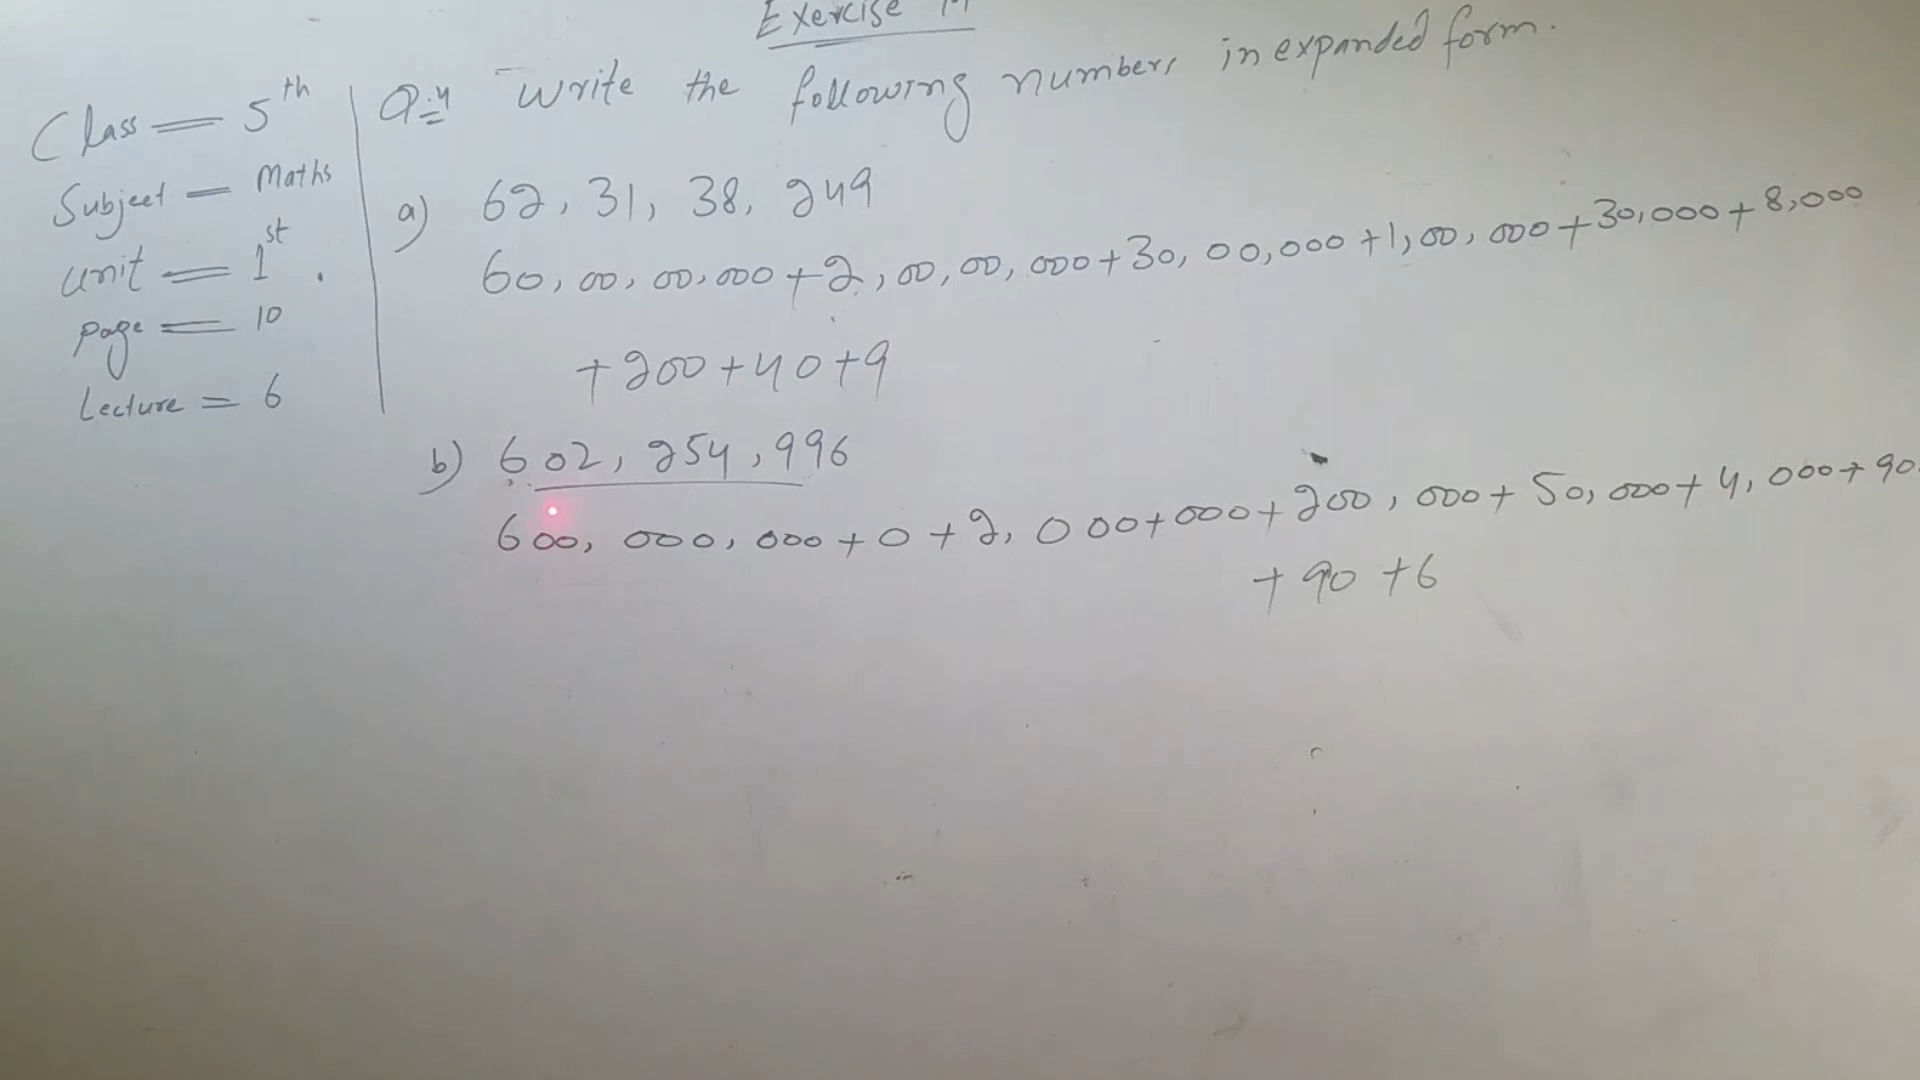 Exercise
Class = 5th
Subject = Maths
unit = 1st .
page = 10
Lecture = 6
Q:4 write the following numbers in expanded form.
a) 62, 31, 38, 249
60, 00, 00, 000 + 2, 00, 00, 000 + 30, 00, 000 + 1, 00, 000 + 30, 000 + 8, 000
+ 200 + 40 + 9
b) 602, 254, 996
600, 000, 000 + 0 + 2, 000 + 000 + 200, 000 + 50, 000 + 4, 000 + 90
+ 90 + 6